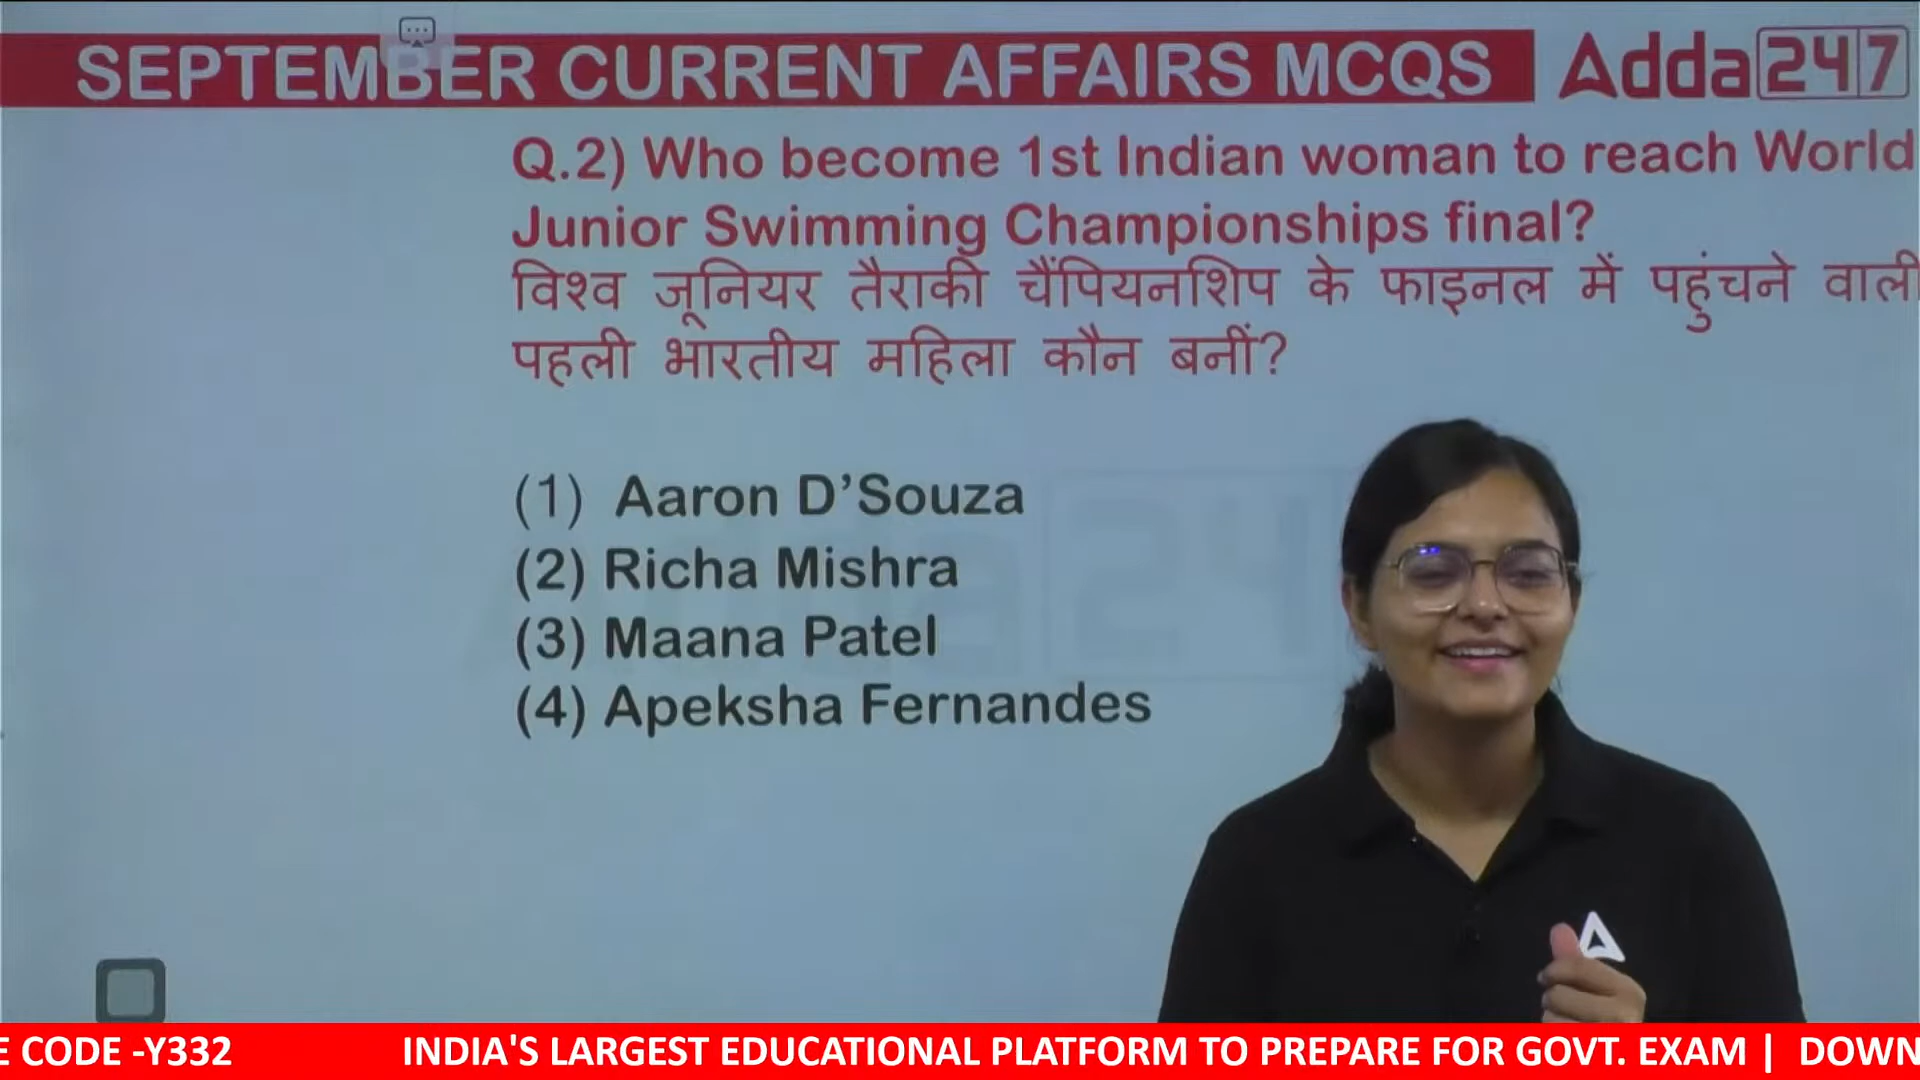 SEPTEMBER CURRENT AFFAIRS MCQS
Adda247
Q.2) Who become 1st Indian woman to reach World
Junior Swimming Championships final?
विश्व जूनियर तैराकी चैंपियनशिप के फाइनल में पहुंचने वाली
पहली भारतीय महिला कौन बनीं?
(1) Aaron D’Souza
(2) Richa Mishra
(3) Maana Patel
(4) Apeksha Fernandes
E CODE -Y332 INDIA'S LARGEST EDUCATIONAL PLATFORM TO PREPARE FOR GOVT. EXAM | DOWN